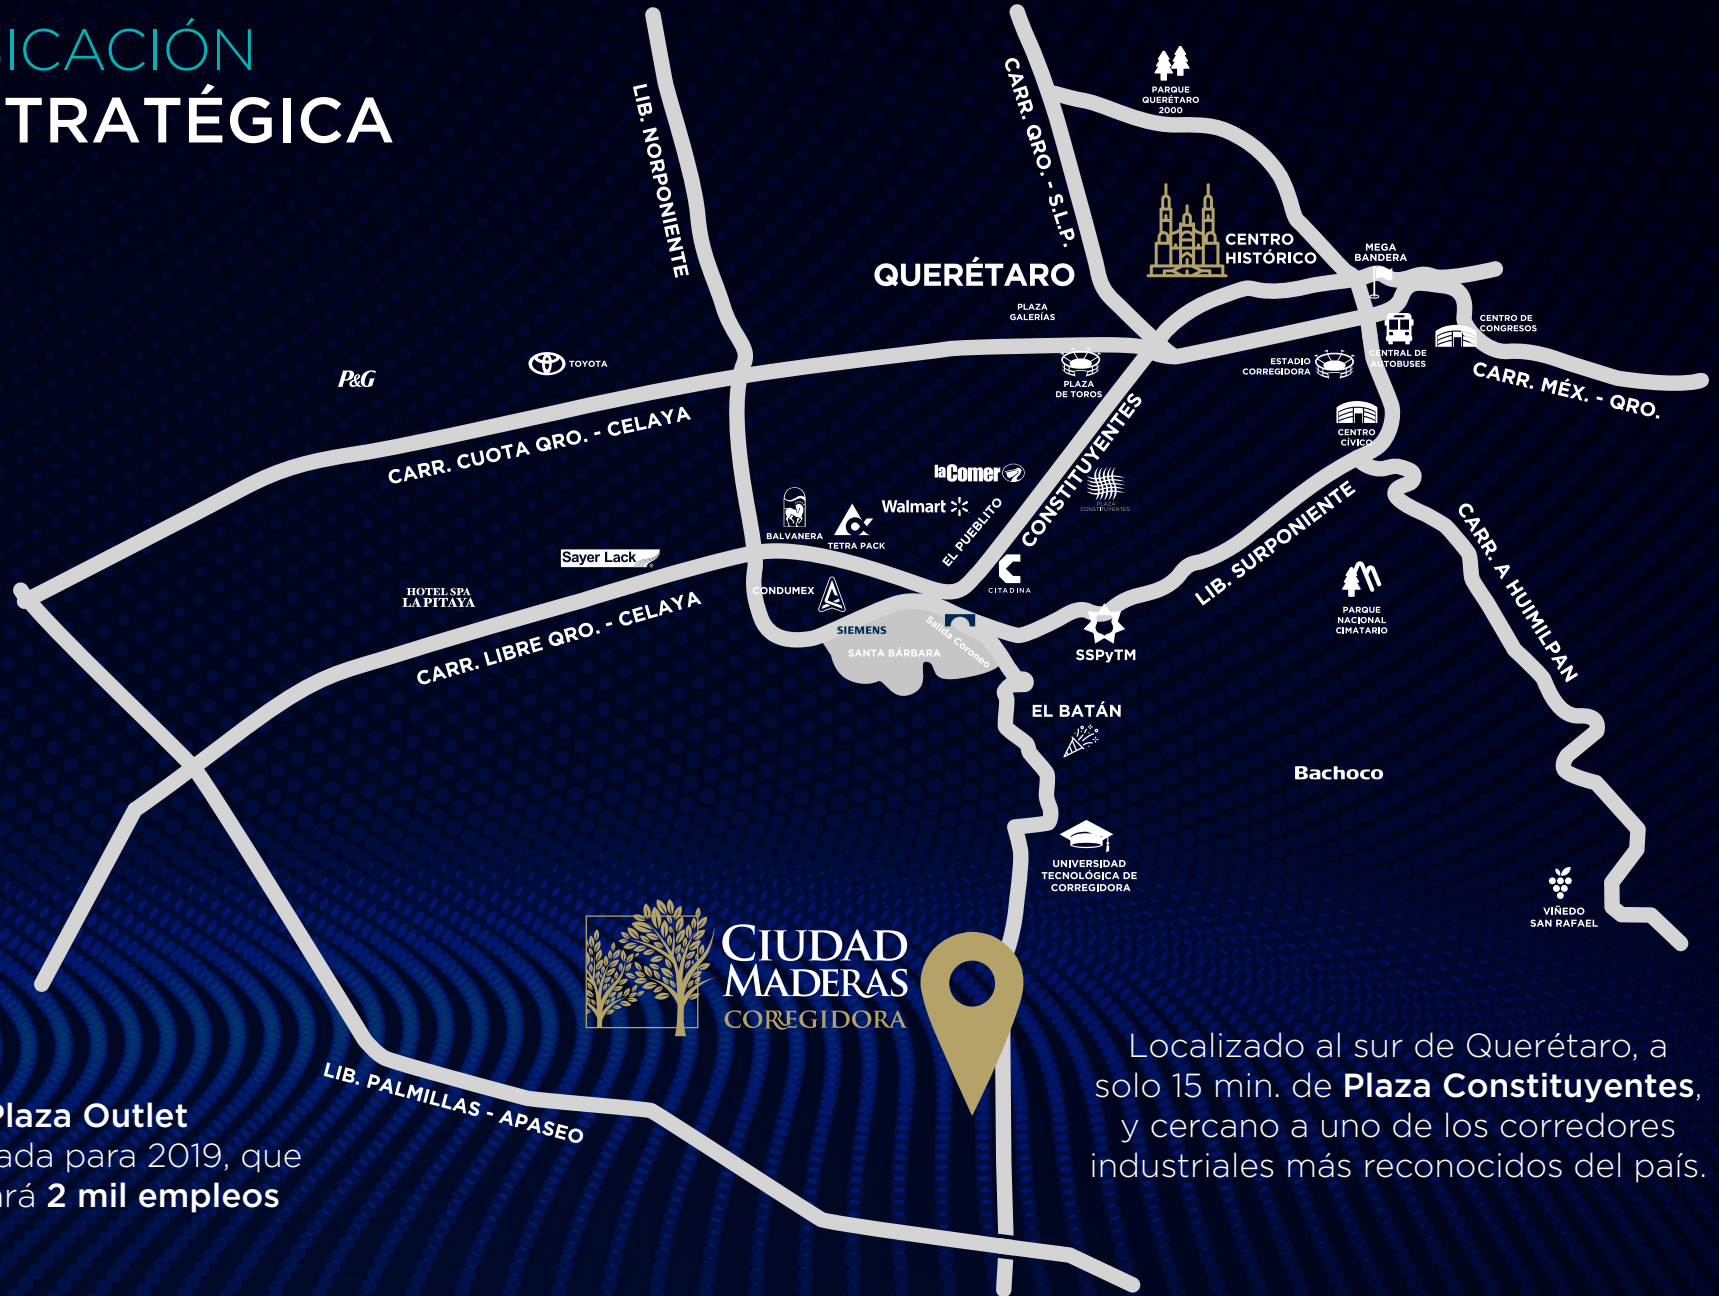 ICACIÓN
TRATÉGICA
LIB. NORPONIENTE
CARR. QRO. - S.L.P.
PARQUE
QUERÉTARO
2000
CENTRO
HISTÓRICO
QUERÉTARO
PLAZA
GALERÍAS
MEGA
BANDERA
CENTRO DE
CONGRESOS
CENTRAL DE
AUTOBUSES
ESTADIO
CORREGIDORA
CARR. MÉX. - QRO.
P&G
TOYOTA
PLAZA
DE TOROS
CENTRO
CÍVICO
CARR. CUOTA QRO. - CELAYA
CONSTITUYENTES
laComer
Walmart
EL PUEBLITO
PLAZA
CONSTITUYENTES
BALVANERA
TETRA PACK
Sayer Lack
HOTEL SPA
LA PITAYA
CONDUMEX
CITADINA
LIB. SURPONIENTE
CARR. A HUIMILPAN
PARQUE
NACIONAL
CIMATARIO
CARR. LIBRE QRO. - CELAYA
SIEMENS
SANTA BÁRBARA
Salida Coroneo
SSPyTM
EL BATÁN
Bachoco
UNIVERSIDAD
TECNOLÓGICA DE
CORREGIDORA
VIÑEDO
SAN RAFAEL
CIUDAD
MADERAS
CORREGIDORA
LIB. PALMILLAS - APASEO
Plaza Outlet
ada para 2019, que
ará 2 mil empleos
Localizado al sur de Querétaro, a
solo 15 min. de Plaza Constituyentes,
y cercano a uno de los corredores
industriales más reconocidos del país.